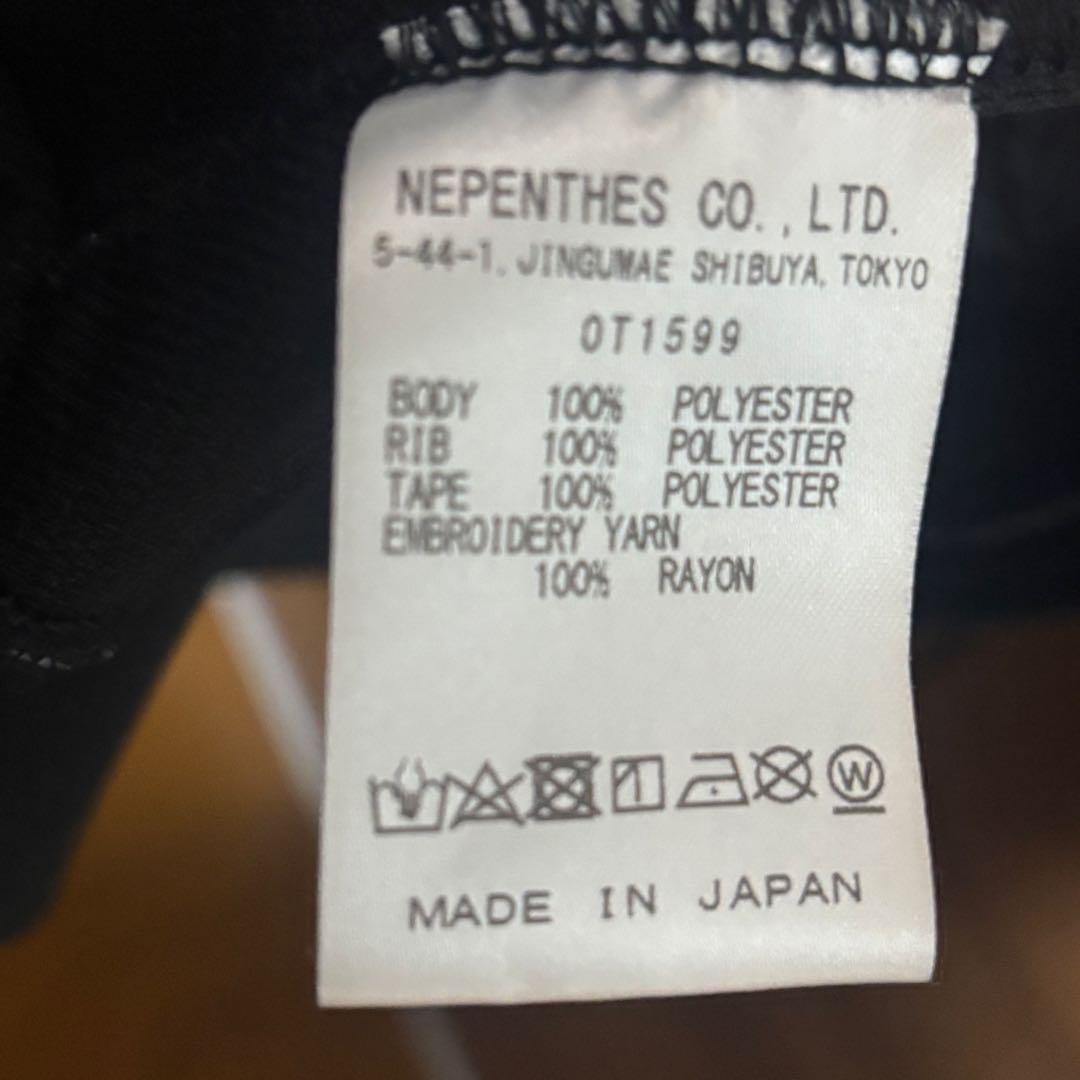 NEPENTHES CO., LTD.
5-44-1, JINGUMAE SHIBUYA, TOKYO
OT1599
BODY 100% POLYESTER
RIB 100% POLYESTER
TAPE 100% POLYESTER
EMBROIDERY YARN
100% RAYON
W
MADE IN JAPAN